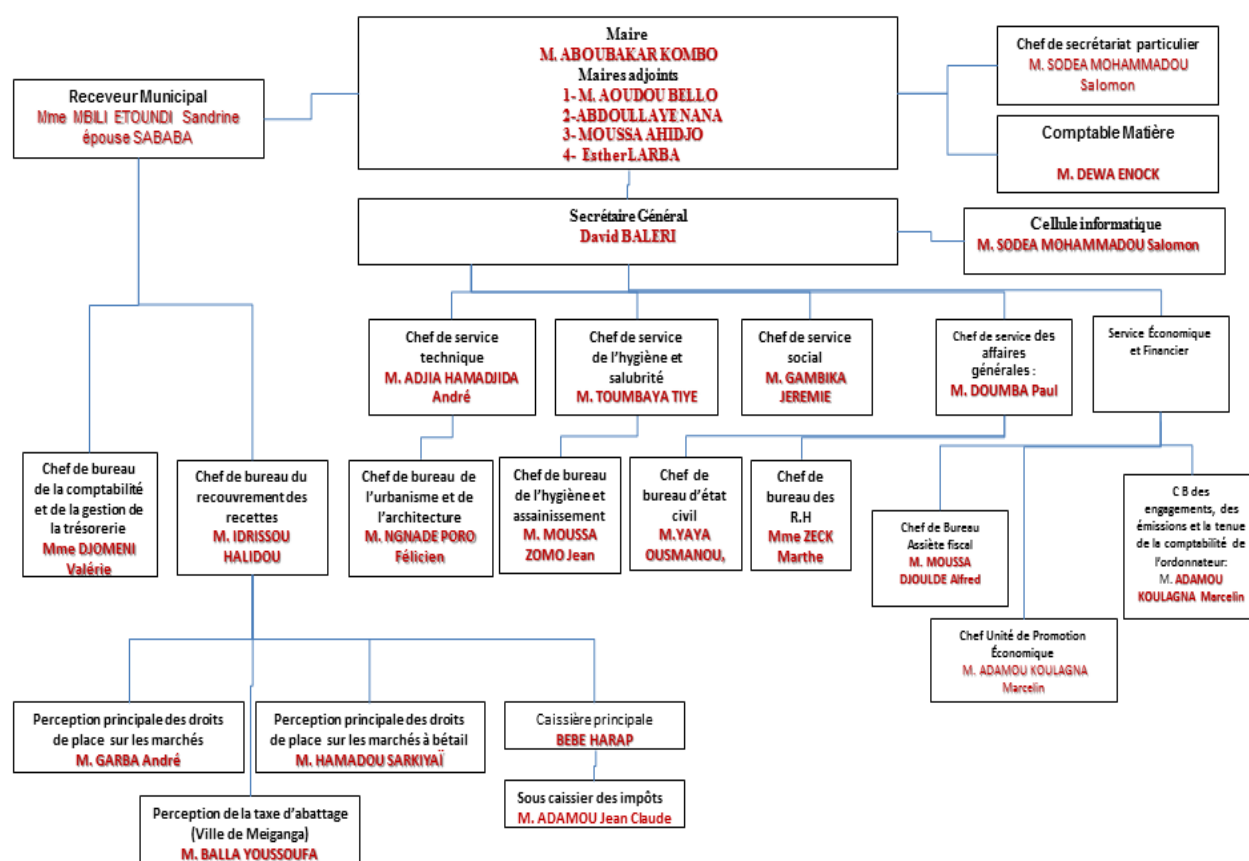 Maire
M. ABOUBAKAR KOMBO
Maires adjoints
1- M. AOUDOU BELLO
2-ABDOULLAYE NANA
3-MOUSSA AHIDJO
4- Esther LARBA
Chef de secrétariat particulier
M. SODEA MOHAMMADOU
Salomon
Receveur Municipal
Mme MBILI ETOUNDI Sandrine
épouse SABABA
Comptable Matière
M. DEWA ENOCK
Secrétaire Général
David BALERI
Cellule informatique
M. SODEA MOHAMMADOU Salomon
Chef de service
technique
M. ADJIA HAMADJIDA
André
Chef de service
de l’hygiène et
salubrité
M. TOUMBAYA TIYE
Chef de service
social
M. GAMBIKA
JEREMIE
Chef de service des
affaires
générales :
M. DOUMBA Paul
Service Économique
et Financier
Chef de bureau
de la comptabilité
et de la gestion de
la trésorerie
Mme DJOMENI
Valérie
Chef de bureau du
recouvrement des
recettes
M. IDRISSOU
HALIDOU
Chef de bureau de
l’urbanisme et de
l’architecture
M. NGNADE PORO
Félicien
Chef de bureau
de l’hygiène et
assainissement
M. MOUSSA
ZOMO Jean
Chef de
bureau d’état
civil
M.YAYA
OUSMANOU,
Chef de
bureau des
R.H
Mme ZECK
Marthe
Chef de Bureau
Assiète fiscal
M. MOUSSA
DJOULDE Alfred
C B des
engagements, des
émissions et la tenue
de la comptabilité de
l’ordonnateur:
M. ADAMOU
KOULAGNA Marcelin
Chef Unité de Promotion
Économique
M. ADAMOU KOULAGNA
Marcelin
Perception principale des droits
de place sur les marchés
M. GARBA André
Perception principale des droits
de place sur les marchés à bétail
M. HAMADOU SARKIYAÏ
Caissière principale
BEBE HARAP
Sous caissier des impôts
M. ADAMOU Jean Claude
Perception de la taxe d’abattage
(Ville de Meiganga)
M. BALLA YOUSSOUFA